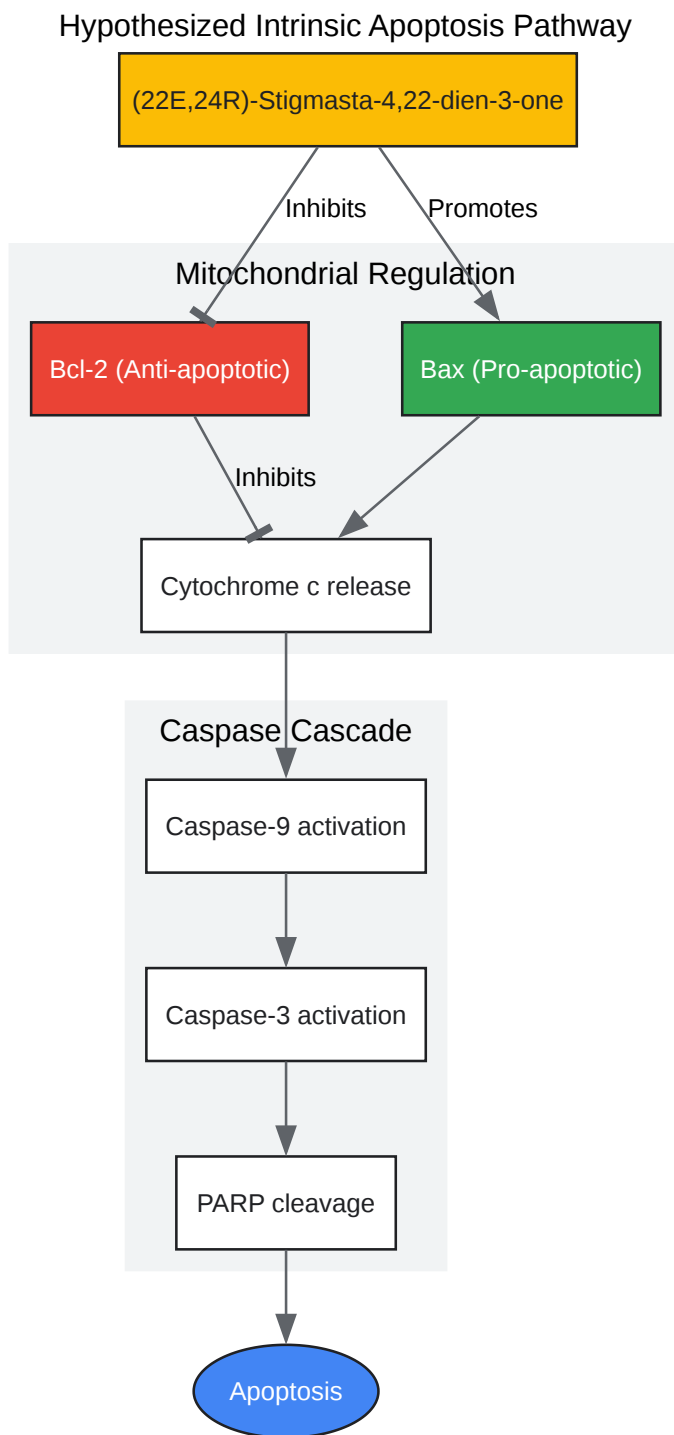 Hypothesized Intrinsic Apoptosis Pathway
(22E,24R)-Stigmasta-4,22-dien-3-one
Inhibits
Promotes
Mitochondrial Regulation
Bcl-2 (Anti-apoptotic)
Bax (Pro-apoptotic)
Inhibits
Cytochrome c release
Caspase Cascade
Caspase-9 activation
Caspase-3 activation
PARP cleavage
Apoptosis